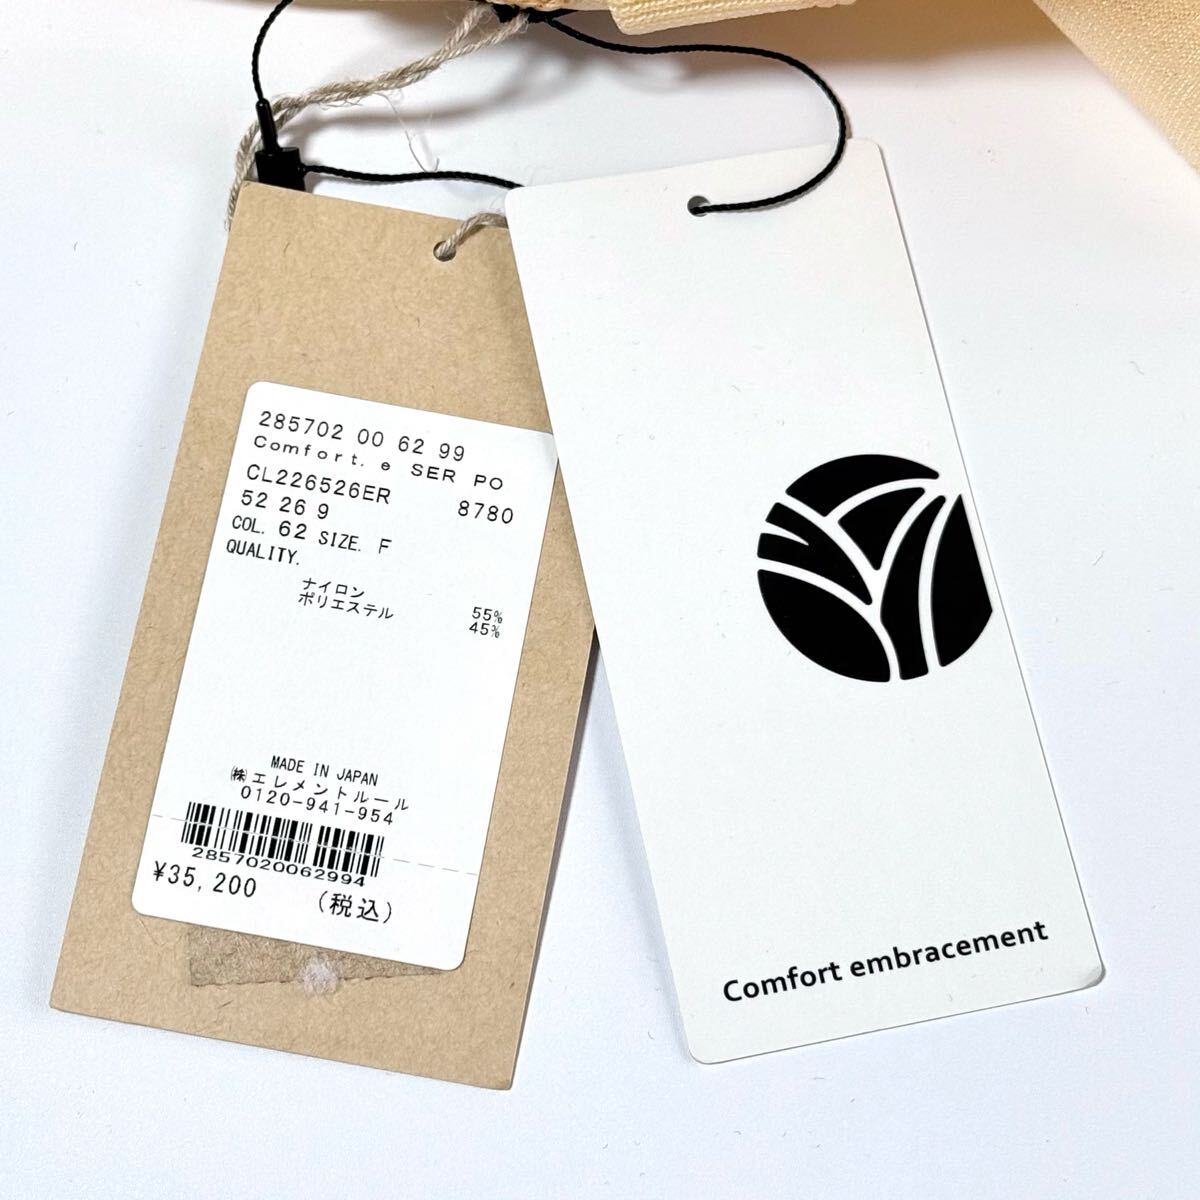 285702 00 62 99
Comfort. e SER PO
CL226526ER 8780
52 26 9
COL. 62 SIZE. F
QUALITY.
ナイロン 55%
ポリエステル 45%
MADE IN JAPAN
㈱エレメントルール
0120-941-954
2857020062994
¥35,200 (税込)
Comfort embracement